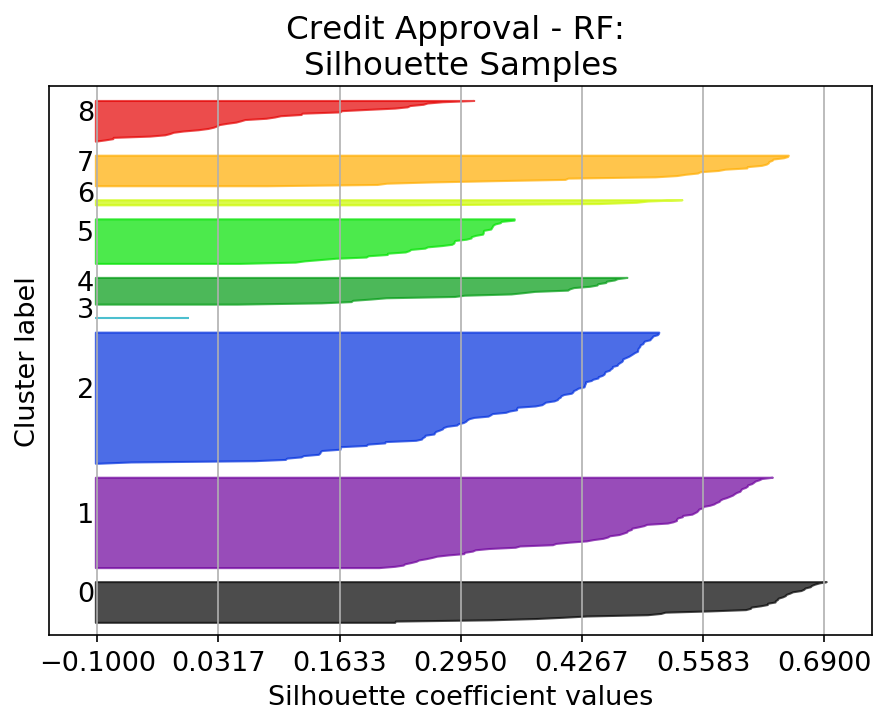 Credit Approval - RF:
Silhouette Samples
8
7
6
5
4
3
2
1
0
Cluster label
−0.1000 0.0317 0.1633 0.2950 0.4267 0.5583 0.6900
Silhouette coefficient values